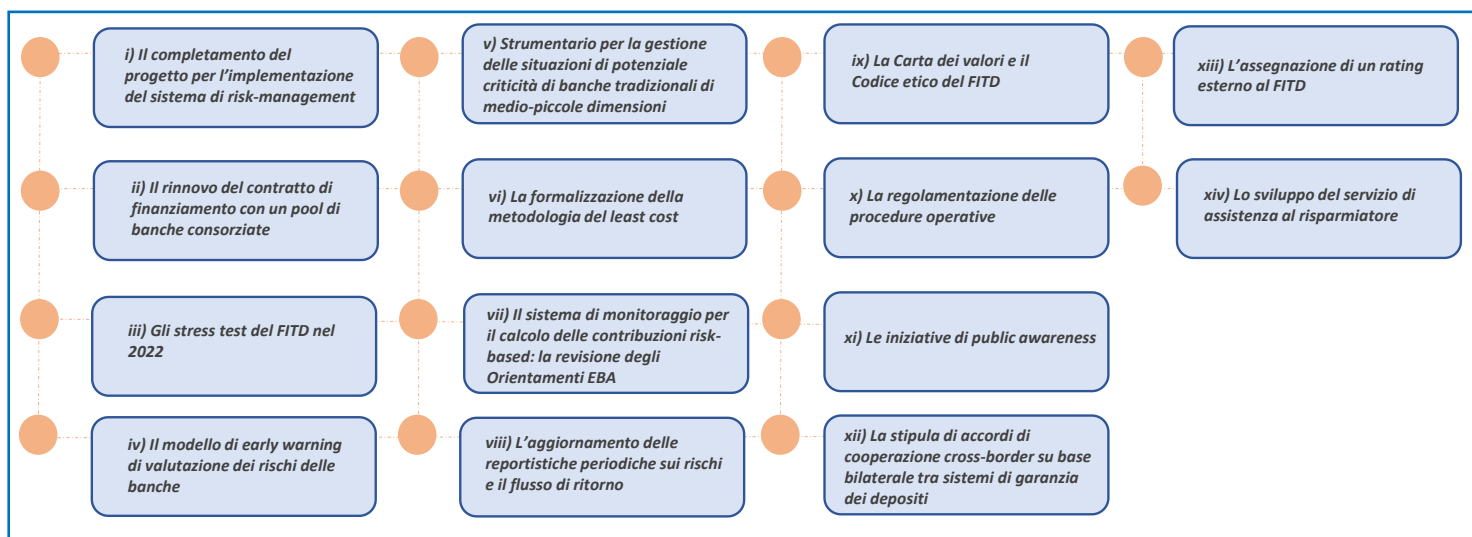 i) Il completamento del
progetto per l'implementazione
del sistema di risk-management
ii) Il rinnovo del contratto di
finanziamento con un pool di
banche consorziate
iii) Gli stress test del FITD nel
2022
iv) Il modello di early warning
di valutazione dei rischi delle
banche
v) Strumentario per la gestione
delle situazioni di potenziale
criticità di banche tradizionali di
medio-piccole dimensioni
vi) La formalizzazione della
metodologia del least cost
vii) Il sistema di monitoraggio per
il calcolo delle contribuzioni risk-
based: la revisione degli
Orientamenti EBA
viii) L'aggiornamento delle
reportistiche periodiche sui rischi
e il flusso di ritorno
ix) La Carta dei valori e il
Codice etico del FITD
x) La regolamentazione delle
procedure operative
xi) Le iniziative di public awareness
xii) La stipula di accordi di
cooperazione cross-border su base
bilaterale tra sistemi di garanzia
dei depositi
xiii) L'assegnazione di un rating
esterno al FITD
xiv) Lo sviluppo del servizio di
assistenza al risparmiatore